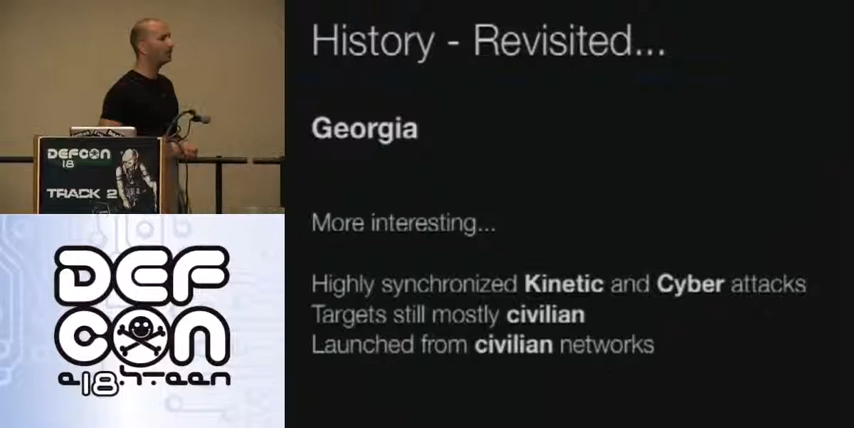 DEFCON
18
TRACK 2
DEF
CON
e18hteen
History - Revisited...
Georgia
More interesting...
Highly synchronized Kinetic and Cyber attacks
Targets still mostly civilian
Launched from civilian networks